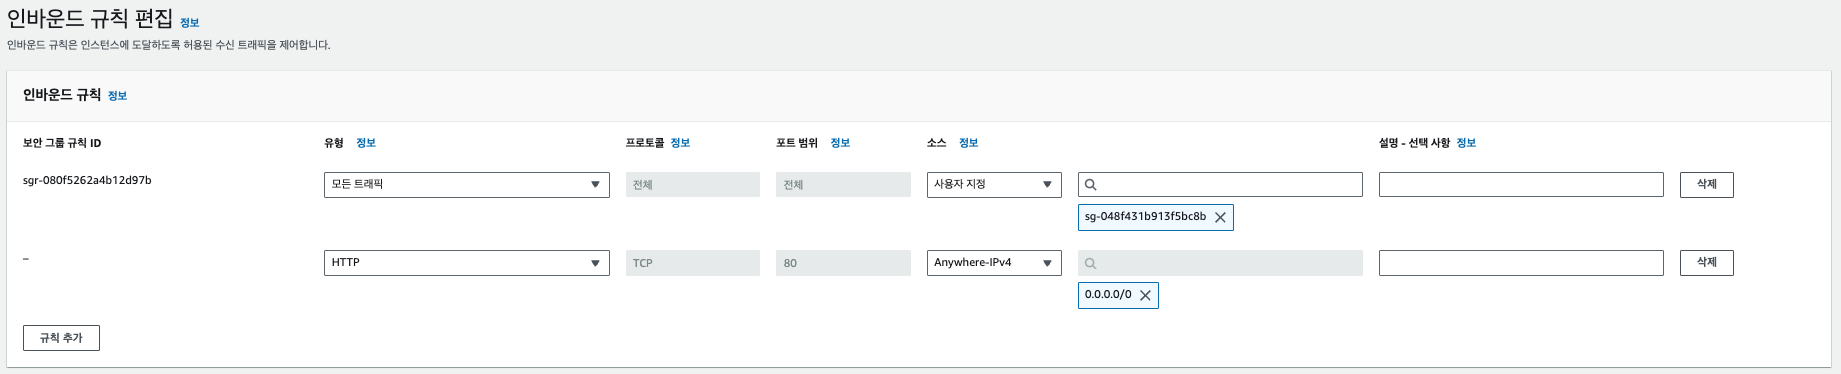 인바운드 규칙 편집 정보
인바운드 규칙은 인스턴스에 도달하도록 허용된 수신 트래픽을 제어합니다.
인바운드 규칙 정보
보안 그룹 규칙 ID 유형 정보 프로토콜 정보 포트 범위 정보 소스 정보 설명 - 선택 사항 정보
sgr-080f5262a4b12d97b 모든 트래픽 전체 전체 사용자 지정 삭제
sg-048f431b913f5bc8b
– HTTP TCP 80 Anywhere-IPv4 삭제
0.0.0.0/0
규칙 추가